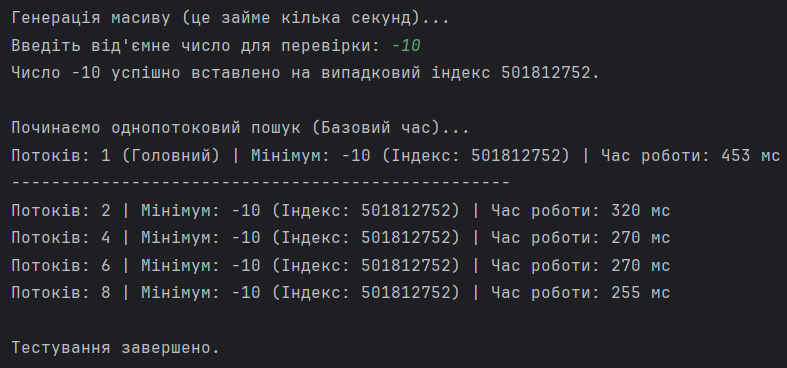 Генерація масиву (це займе кілька секунд)...
Введіть від'ємне число для перевірки: -10
Число -10 успішно вставлено на випадковий індекс 501812752.
Починаємо однопотоковий пошук (Базовий час)...
Потоків: 1 (Головний) | Мінімум: -10 (Індекс: 501812752) | Час роботи: 453 мс
--------------------------------------------------
Потоків: 2 | Мінімум: -10 (Індекс: 501812752) | Час роботи: 320 мс
Потоків: 4 | Мінімум: -10 (Індекс: 501812752) | Час роботи: 270 мс
Потоків: 6 | Мінімум: -10 (Індекс: 501812752) | Час роботи: 270 мс
Потоків: 8 | Мінімум: -10 (Індекс: 501812752) | Час роботи: 255 мс
Тестування завершено.